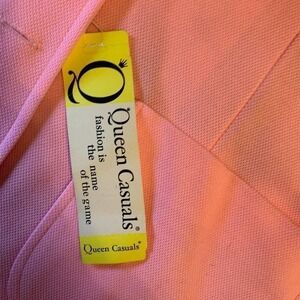 Q
Queen Casuals®
fashion is
the name
of the game
Queen Casuals®